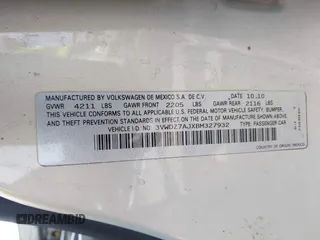 MANUFACTURED BY VOLKSWAGEN DE MEXICO S.A. DE C.V.
DATE 10.10
GVWR 4211 LBS GAWR FRONT 2205 LBS GAWR REAR 2116 LBS
THIS VEHICLE CONFORMS TO ALL APPLICABLE U.S. FEDERAL MOTOR VEHICLE SAFETY, BUMPER,
AND THEFT PREVENTION STANDARDS IN EFFECT ON THE DATE OF MANUFACTURE SHOWN ABOVE.
VEHICLE I.D. NO: 3VWDZ7AJXBM327932 TYPE: PASSENGER CAR
COUNTRY OF ORIGIN: MEXICO
DREAMBID